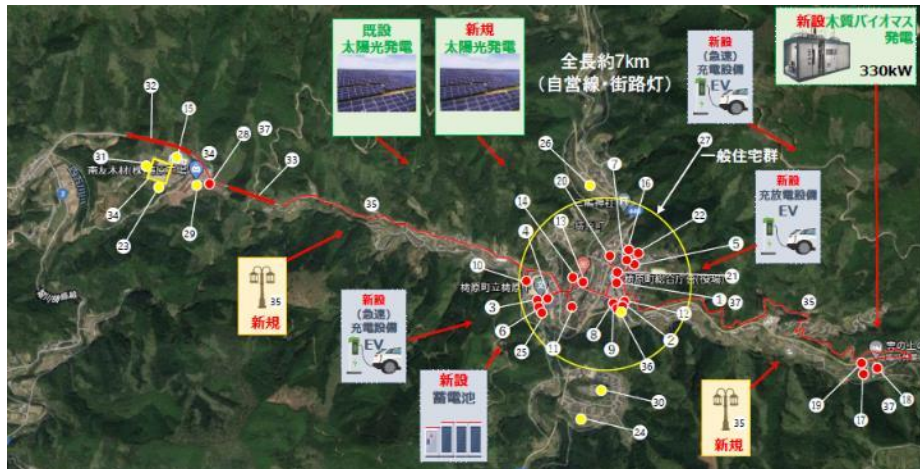 既設
太陽光発電
新規
太陽光発電
全長約7km
（自営線・街路灯）
新設
（急速）
充電設備
EV
新設木質バイオマス
発電
330kW
32
15
37
28
34
31
33
34
23
29
35
26
27
一般住宅群
7
20
16
22
13
14
4
5
10
21
3
1
37
12
35
6
25
11
8
9
2
36
30
24
新設
充放電設備
EV
梼原町総合庁舎(役場)
梼原町立梼原
35
新規
新設
（急速）
充電設備
EV
新設
蓄電池
35
新規
19
17
37
18